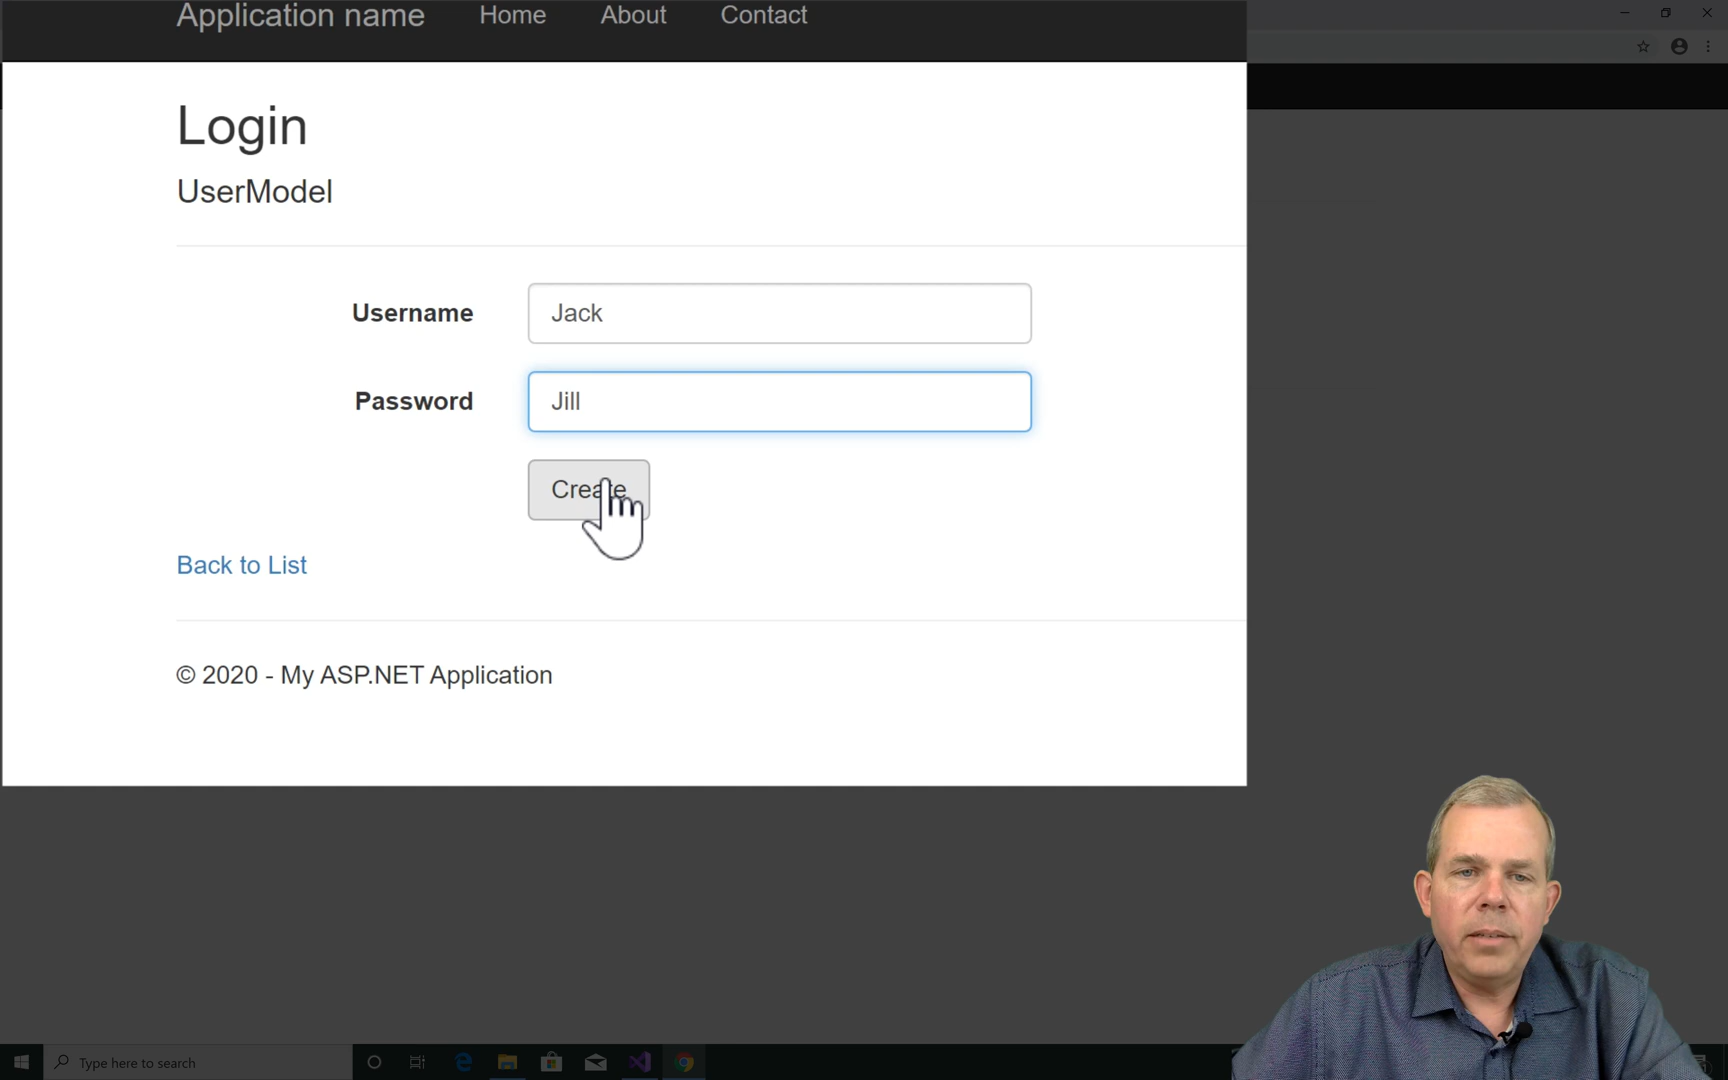 Application name Home About Contact
Login
UserModel
Username Jack
Password Jill
Create
Back to List
© 2020 - My ASP.NET Application
Type here to search